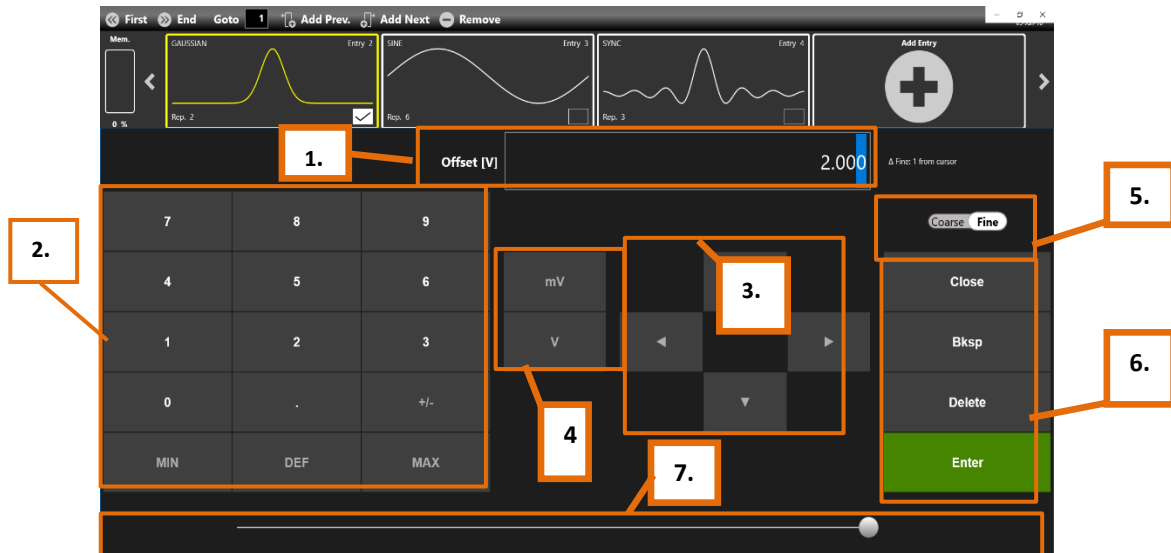 First End Goto 1 Add Prev. Add Next Remove
Mem.
0 %
GAUSSIAN Entry 2
Rep. 2
SINE Entry 3
Rep. 6
SYNC Entry 4
Rep. 3
Add Entry
1.
Offset [V] 2.000 Δ Fine: 1 from cursor
5.
7 8 9
Coarse Fine
2.
4 5 6 mV
3.
Close
1 2 3 V ◄ ► Bksp
6.
0 . +/- ▼ Delete
4
MIN DEF MAX
7.
Enter